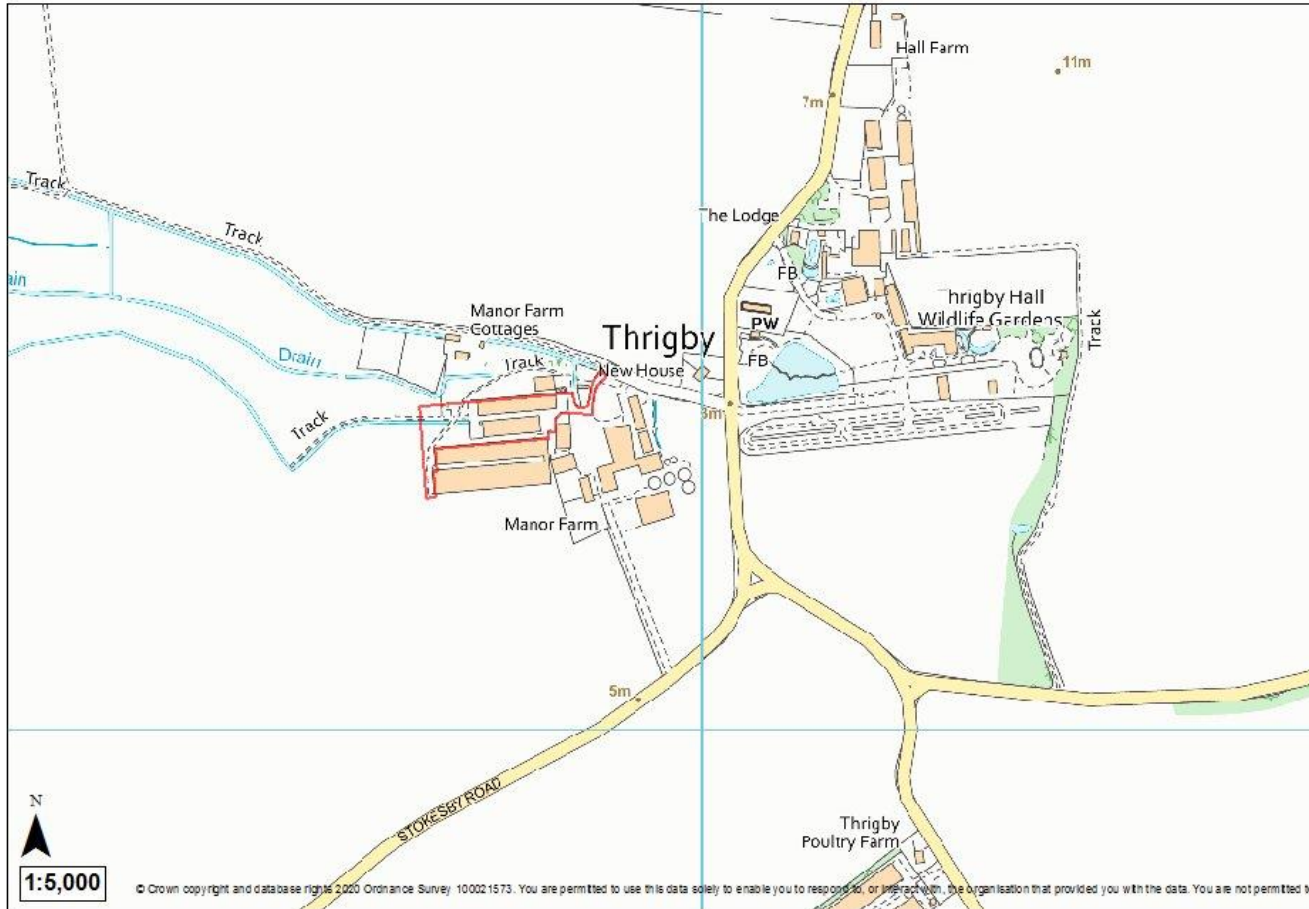 Hall Farm
11m
7m
Track
Track
The Lodge
FB
Drain
Manor Farm
Cottages
Thrigby
PW
Thrigby Hall
Wildlife Gardens
Track
Track
New House
FB
Track
Manor Farm
5m
STOKESBY ROAD
Thrigby
Poultry Farm
N
1:5,000
© Crown copyright and database rights 2020 Ordnance Survey 100021573. You are permitted to use this data solely to enable you to respond to, or interact with, the organisation that provided you with the data. You are not permitted to